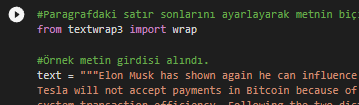 #Paragrafdaki satır sonlarını ayarlayarak metnin biç
from textwrap3 import wrap
#Örnek metin girdisi alındı.
text = """Elon Musk has shown again he can influence
Tesla will not accept payments in Bitcoin because of
system transaction efficiency. Following the two dis